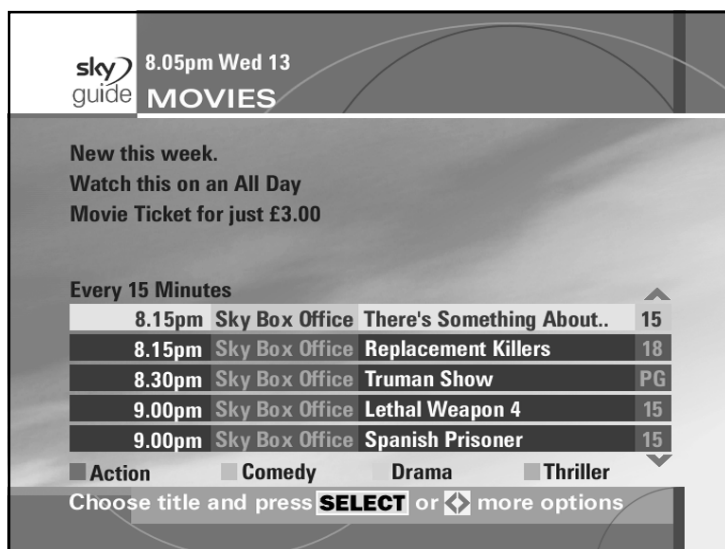 sky
guide
8.05pm Wed 13
MOVIES
New this week.
Watch this on an All Day
Movie Ticket for just £3.00
Every 15 Minutes
8.15pm Sky Box Office There's Something About.. 15
8.15pm Sky Box Office Replacement Killers 18
8.30pm Sky Box Office Truman Show PG
9.00pm Sky Box Office Lethal Weapon 4 15
9.00pm Sky Box Office Spanish Prisoner 15
Action Comedy Drama Thriller
Choose title and press SELECT or more options